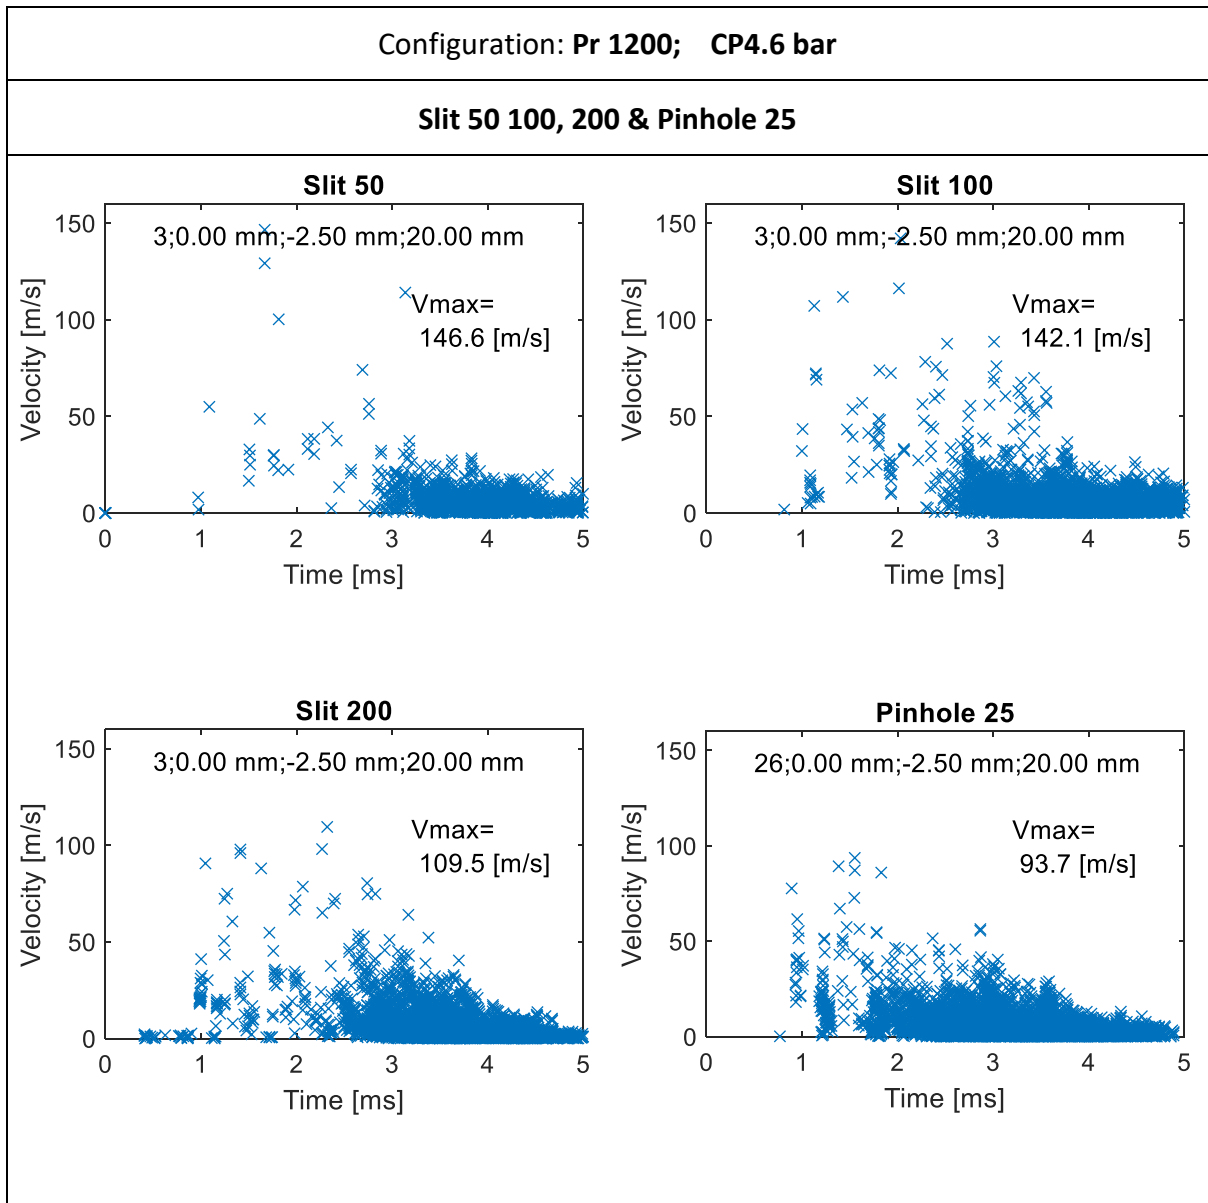 Configuration: Pr 1200; CP4.6 bar
Slit 50 100, 200 & Pinhole 25
Slit 50
150
100
50
0
Velocity [m/s]
3;0.00 mm;-2.50 mm;20.00 mm
Vmax=
146.6 [m/s]
0 1 2 3 4 5
Time [ms]
Slit 100
150
100
50
0
Velocity [m/s]
3;0.00 mm;-2.50 mm;20.00 mm
Vmax=
142.1 [m/s]
0 1 2 3 4 5
Time [ms]
Slit 200
150
100
50
0
Velocity [m/s]
3;0.00 mm;-2.50 mm;20.00 mm
Vmax=
109.5 [m/s]
0 1 2 3 4 5
Time [ms]
Pinhole 25
150
100
50
0
Velocity [m/s]
26;0.00 mm;-2.50 mm;20.00 mm
Vmax=
93.7 [m/s]
0 1 2 3 4 5
Time [ms]